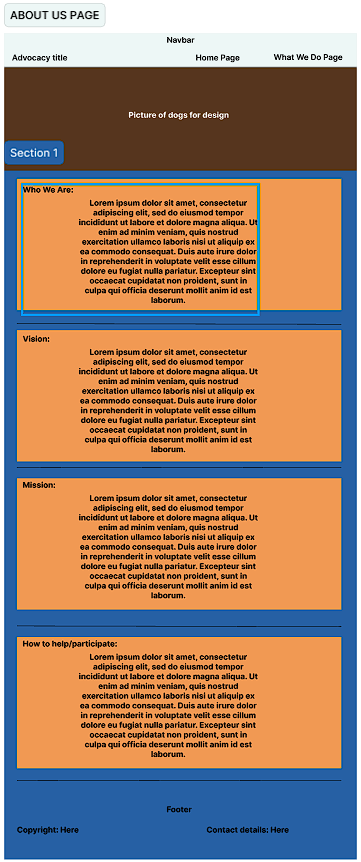 ABOUT US PAGE
Navbar
Advocacy title
Home Page
What We Do Page
Picture of dogs for design
Section 1
Who We Are:
Lorem ipsum dolor sit amet, consectetur
adipiscing elit, sed do eiusmod tempor
incididunt ut labore et dolore magna aliqua. Ut
enim ad minim veniam, quis nostrud
exercitation ullamco laboris nisi ut aliquip ex
ea commodo consequat. Duis aute irure dolor
in reprehenderit in voluptate velit esse cillum
dolore eu fugiat nulla pariatur. Excepteur sint
occaecat cupidatat non proident, sunt in
culpa qui officia deserunt mollit anim id est
laborum.
Vision:
Lorem ipsum dolor sit amet, consectetur
adipiscing elit, sed do eiusmod tempor
incididunt ut labore et dolore magna aliqua. Ut
enim ad minim veniam, quis nostrud
exercitation ullamco laboris nisi ut aliquip ex
ea commodo consequat. Duis aute irure dolor
in reprehenderit in voluptate velit esse cillum
dolore eu fugiat nulla pariatur. Excepteur sint
occaecat cupidatat non proident, sunt in
culpa qui officia deserunt mollit anim id est
laborum.
Mission:
Lorem ipsum dolor sit amet, consectetur
adipiscing elit, sed do eiusmod tempor
incididunt ut labore et dolore magna aliqua. Ut
enim ad minim veniam, quis nostrud
exercitation ullamco laboris nisi ut aliquip ex
ea commodo consequat. Duis aute irure dolor
in reprehenderit in voluptate velit esse cillum
dolore eu fugiat nulla pariatur. Excepteur sint
occaecat cupidatat non proident, sunt in
culpa qui officia deserunt mollit anim id est
laborum.
How to help/participate:
Lorem ipsum dolor sit amet, consectetur
adipiscing elit, sed do eiusmod tempor
incididunt ut labore et dolore magna aliqua. Ut
enim ad minim veniam, quis nostrud
exercitation ullamco laboris nisi ut aliquip ex
ea commodo consequat. Duis aute irure dolor
in reprehenderit in voluptate velit esse cillum
dolore eu fugiat nulla pariatur. Excepteur sint
occaecat cupidatat non proident, sunt in
culpa qui officia deserunt mollit anim id est
laborum.
Footer
Copyright: Here
Contact details: Here